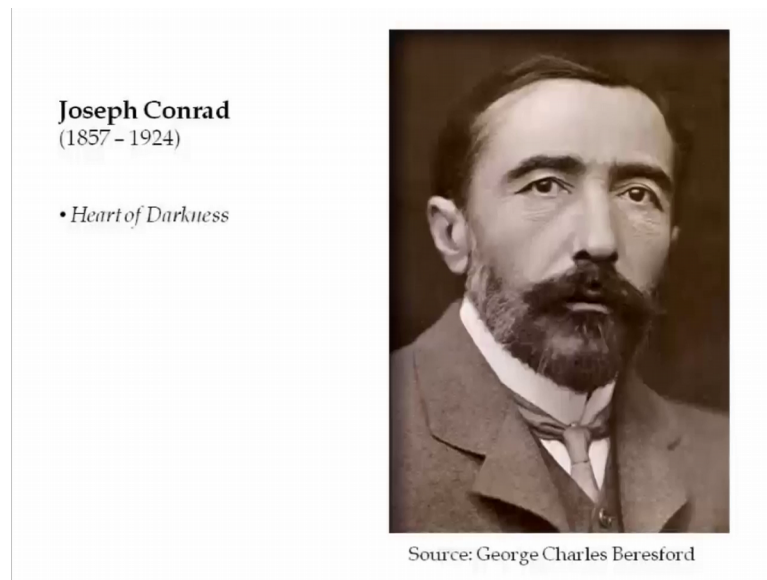 Joseph Conrad
(1857 – 1924)
• Heart of Darkness
Source: George Charles Beresford